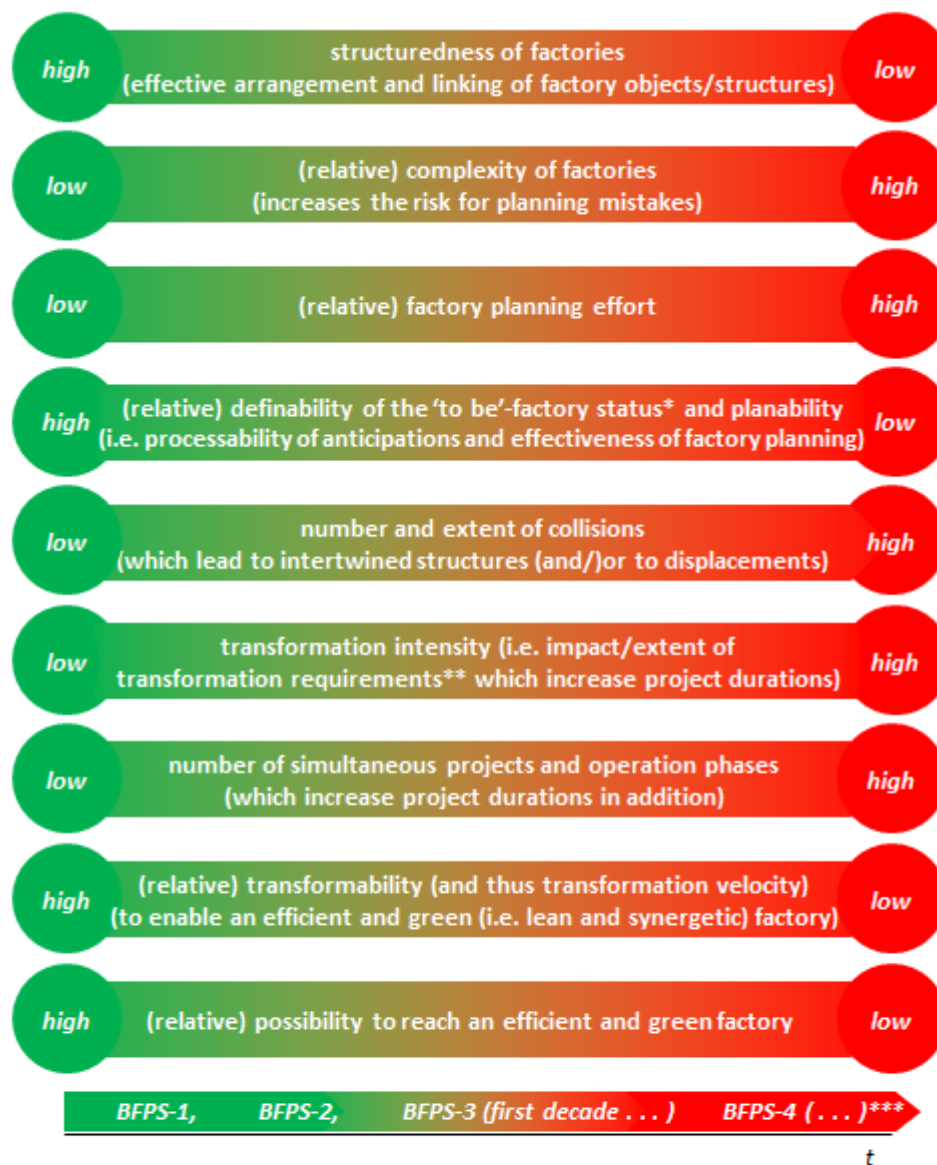 high
structuredness of factories
(effective arrangement and linking of factory objects/structures)
low
low
(relative) complexity of factories
(increases the risk for planning mistakes)
high
low
(relative) factory planning effort
high
high
(relative) definability of the ‘to be’-factory status* and planability
(i.e. processability of anticipations and effectiveness of factory planning)
low
low
number and extent of collisions
(which lead to intertwined structures (and/)or to displacements)
high
low
transformation intensity (i.e. impact/extent of
transformation requirements** which increase project durations)
high
low
number of simultaneous projects and operation phases
(which increase project durations in addition)
high
high
(relative) transformability (and thus transformation velocity)
(to enable an efficient and green (i.e. lean and synergetic) factory)
low
high
(relative) possibility to reach an efficient and green factory
low
BFPS-1, BFPS-2, BFPS-3 (first decade . . . ) BFPS-4 ( . . . )***
t